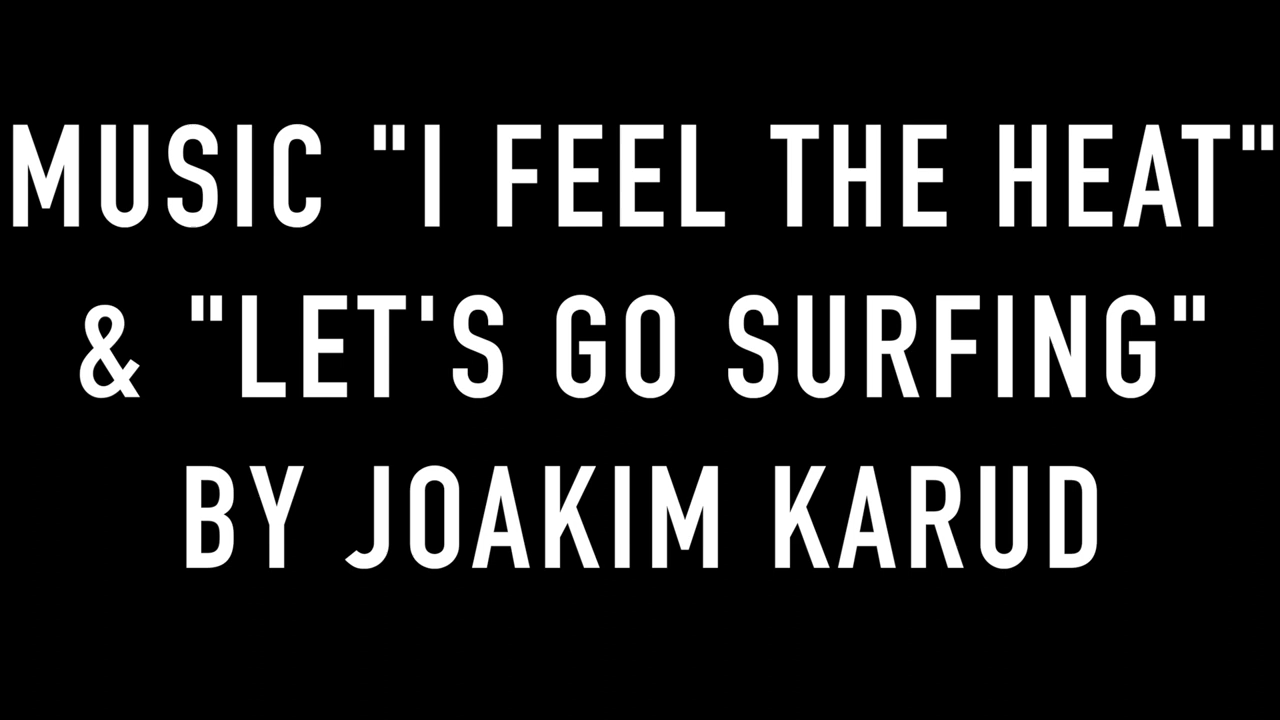 MUSIC "I FEEL THE HEAT"
& "LET'S GO SURFING"
BY JOAKIM KARUD